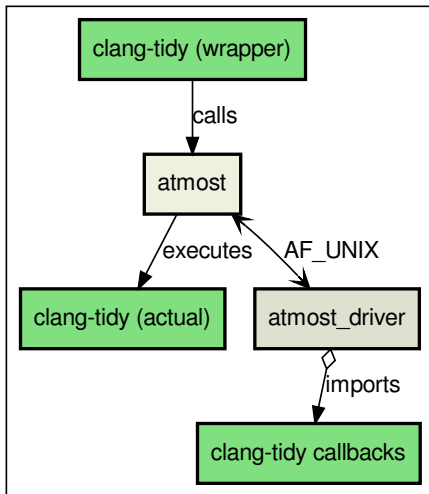 clang-tidy (wrapper)
calls
atmost
executes
AF_UNIX
clang-tidy (actual)
atmost_driver
imports
clang-tidy callbacks